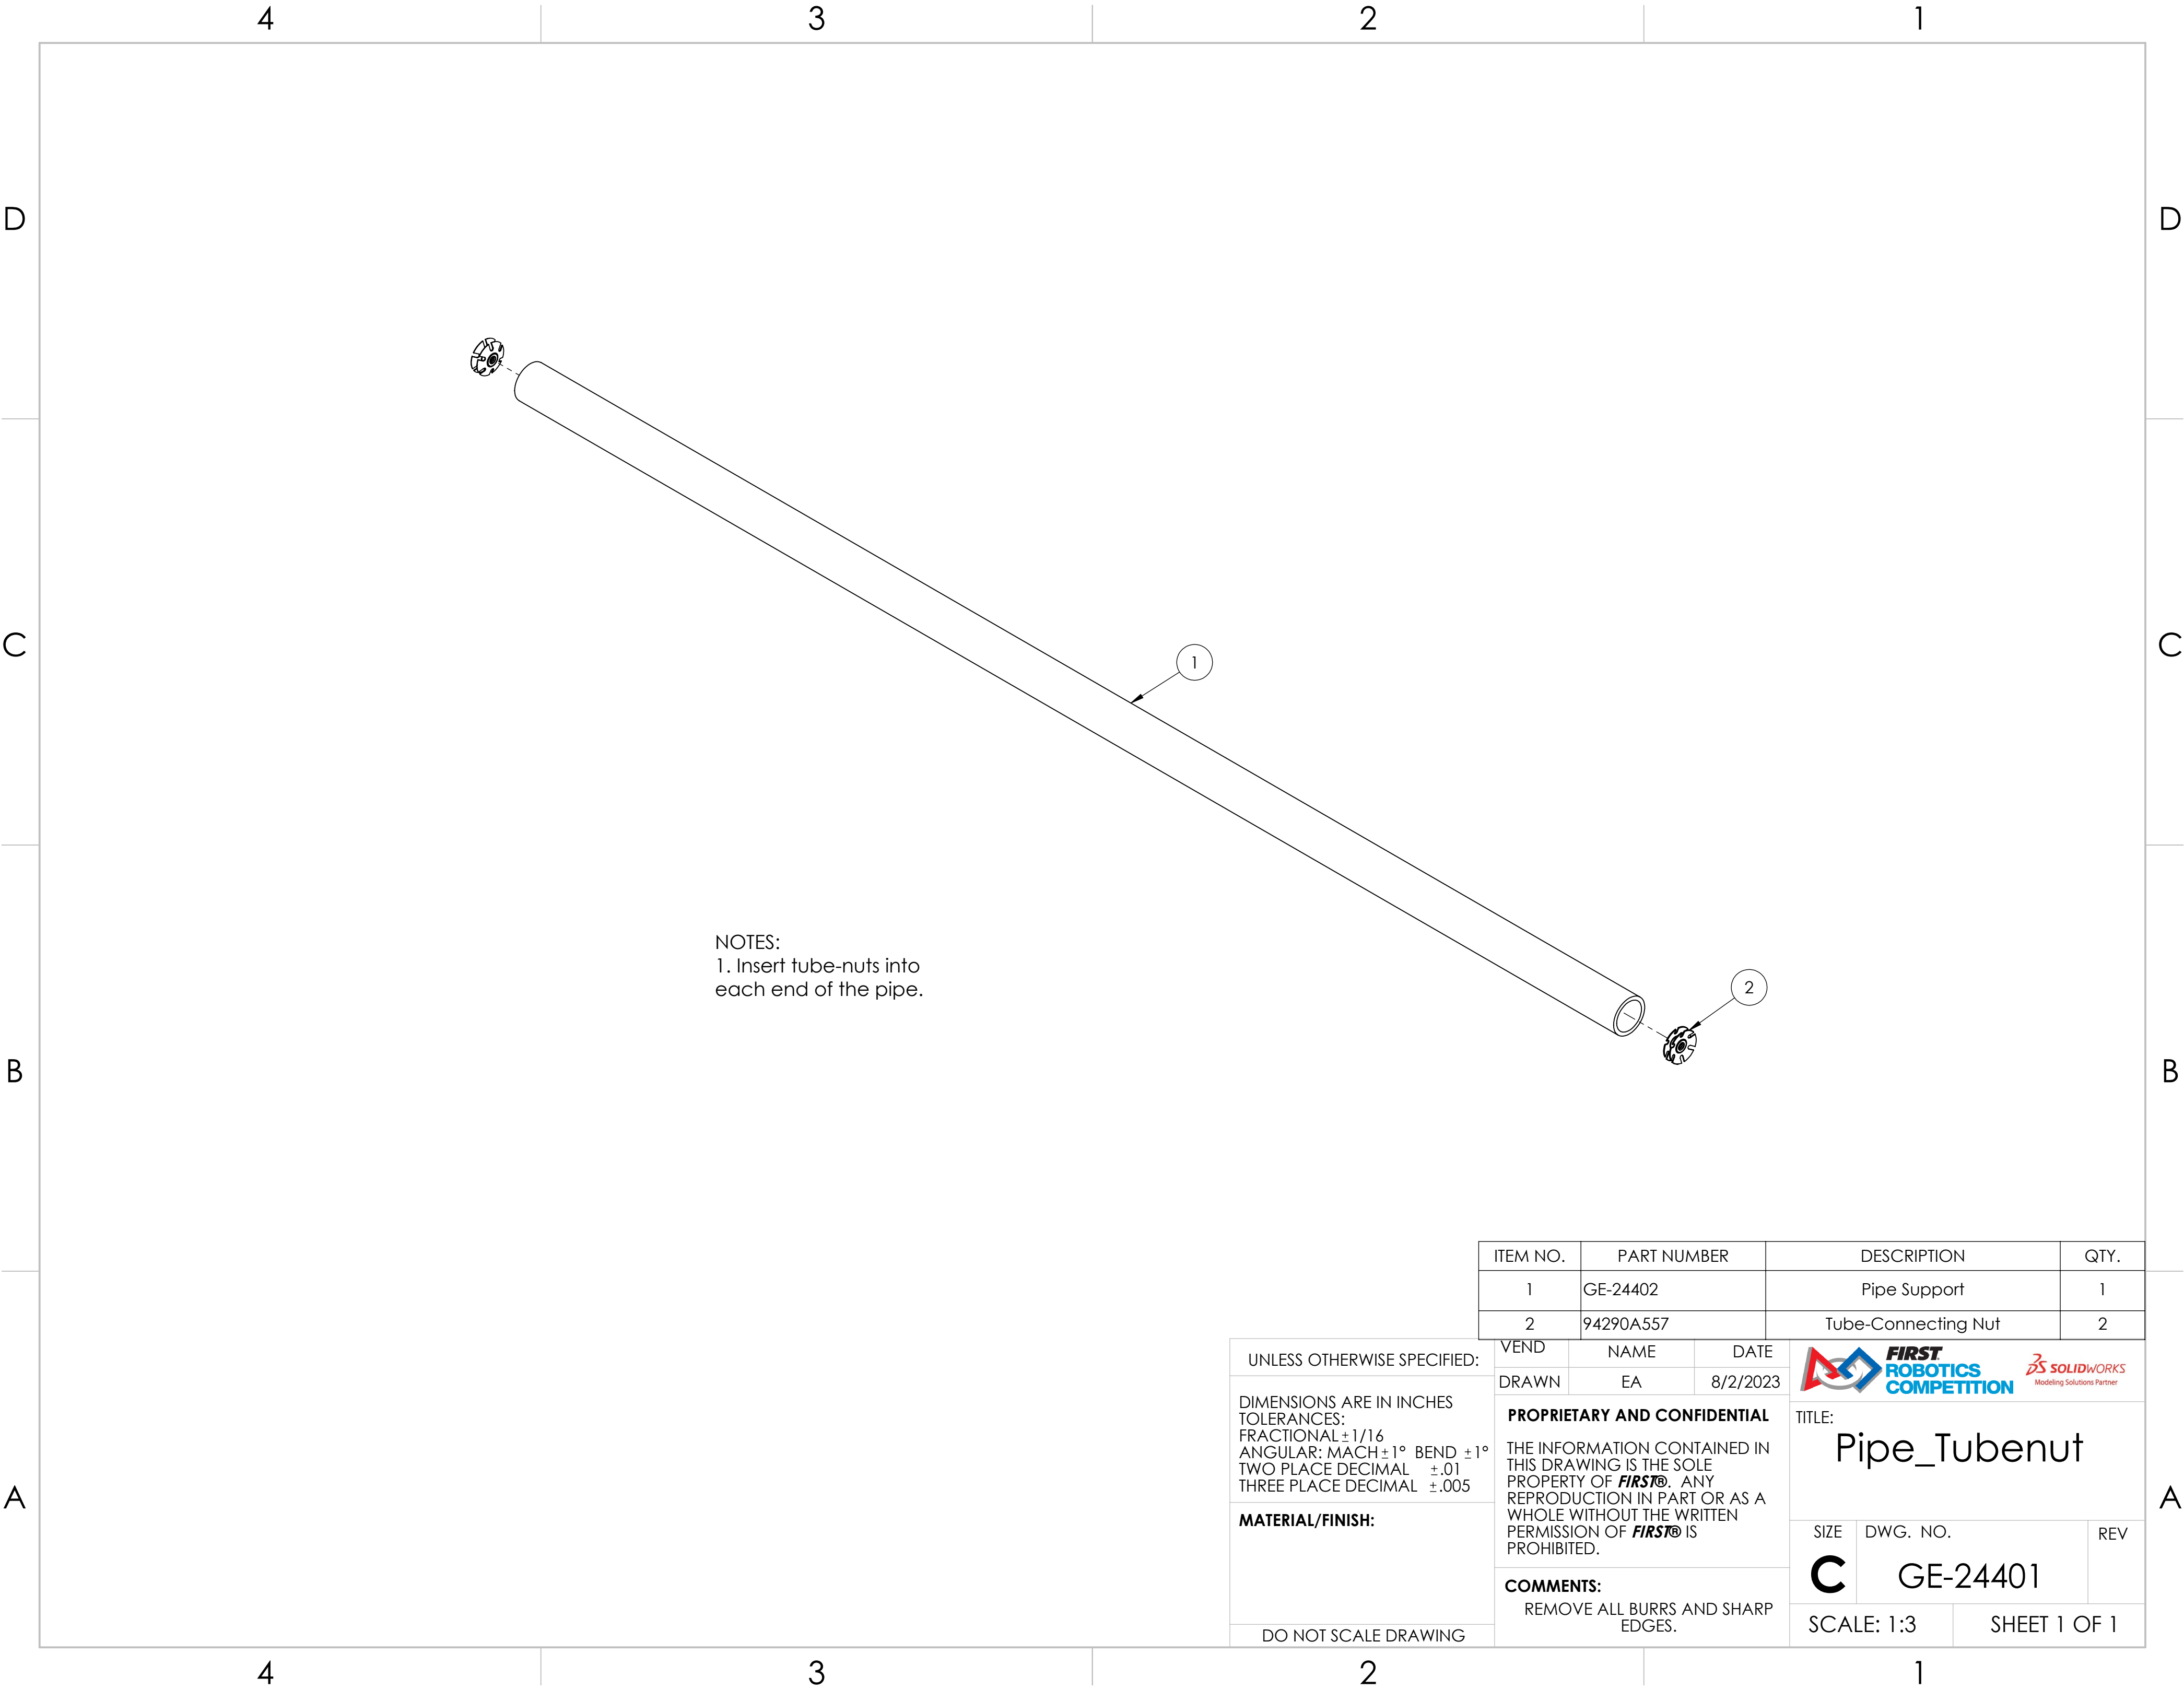 4 3 2 1
D D
C C
1
NOTES:
1. Insert tube-nuts into
each end of the pipe.
2
B B
ITEM NO. PART NUMBER DESCRIPTION QTY.
1 GE-24402 Pipe Support 1
2 94290A557 Tube-Connecting Nut 2
UNLESS OTHERWISE SPECIFIED:
DIMENSIONS ARE IN INCHES
TOLERANCES:
FRACTIONAL±1/16
ANGULAR: MACH±1° BEND ±1°
TWO PLACE DECIMAL ±.01
THREE PLACE DECIMAL ±.005
MATERIAL/FINISH:
DO NOT SCALE DRAWING
VEND NAME DATE
DRAWN EA 8/2/2023
PROPRIETARY AND CONFIDENTIAL
THE INFORMATION CONTAINED IN
THIS DRAWING IS THE SOLE
PROPERTY OF FIRST®. ANY
REPRODUCTION IN PART OR AS A
WHOLE WITHOUT THE WRITTEN
PERMISSION OF FIRST® IS
PROHIBITED.
COMMENTS:
REMOVE ALL BURRS AND SHARP
EDGES.
FIRST
ROBOTICS
COMPETITION
SOLIDWORKS
Modeling Solutions Partner
TITLE:
Pipe_Tubenut
SIZE DWG. NO. REV
C GE-24401
SCALE: 1:3 SHEET 1 OF 1
A A
4 3 2 1